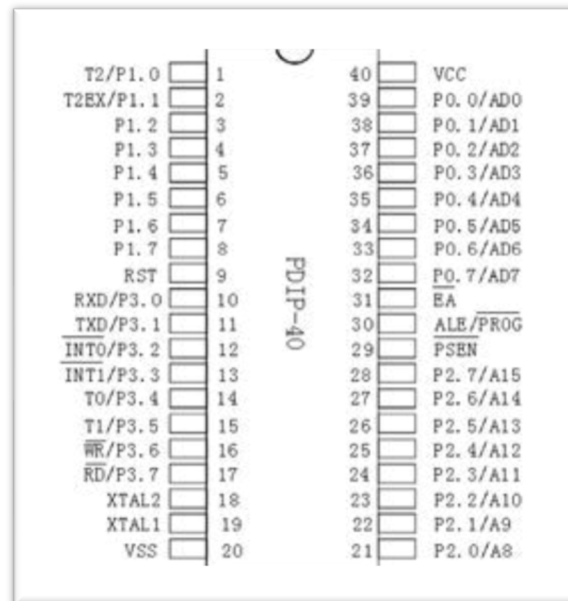 T2/P1.0 1 40 VCC
T2EX/P1.1 2 39 P0.0/AD0
P1.2 3 38 P0.1/AD1
P1.3 4 37 P0.2/AD2
P1.4 5 36 P0.3/AD3
P1.5 6 35 P0.4/AD4
P1.6 7 34 P0.5/AD5
P1.7 8 33 P0.6/AD6
RST 9 32 P0.7/AD7
RXD/P3.0 10 31 EA
TXD/P3.1 11 30 ALE/PROG
INT0/P3.2 12 29 PSEN
INT1/P3.3 13 28 P2.7/A15
T0/P3.4 14 27 P2.6/A14
T1/P3.5 15 26 P2.5/A13
WR/P3.6 16 25 P2.4/A12
RD/P3.7 17 24 P2.3/A11
XTAL2 18 23 P2.2/A10
XTAL1 19 22 P2.1/A9
VSS 20 21 P2.0/A8
PDIP-40